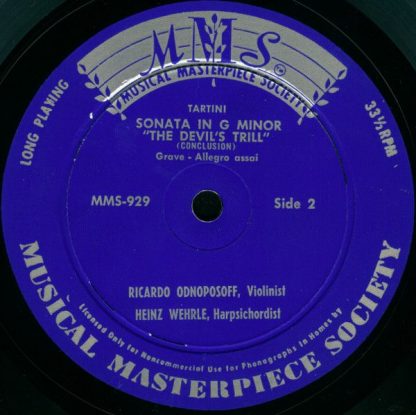 MMS
©
MUSICAL MASTERPIECE SOCIETY
LONG PLAYING
33⅓ RPM
TARTINI
SONATA IN G MINOR
"THE DEVIL'S TRILL"
(CONCLUSION)
Grave - Allegro assai
MMS-929
Side 2
RICARDO ODNOPOSOFF, Violinist
HEINZ WEHRLE, Harpsichordist
Licensed Only for Noncommercial Use for Phonographs in Homes by
MUSICAL MASTERPIECE SOCIETY